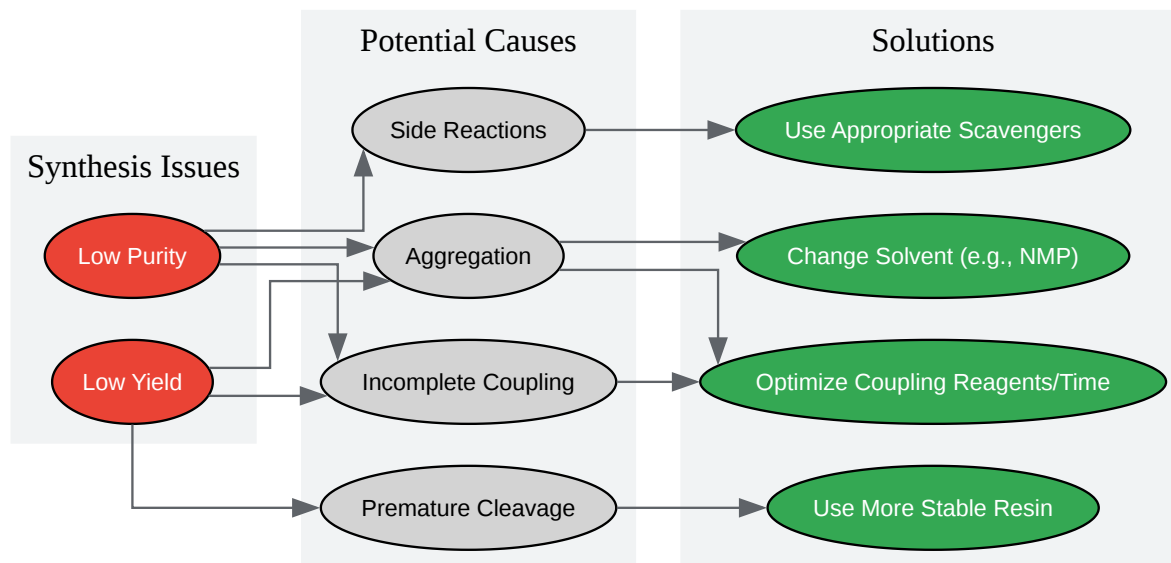 Synthesis Issues
Low Purity
Low Yield
Potential Causes
Side Reactions
Aggregation
Incomplete Coupling
Premature Cleavage
Solutions
Use Appropriate Scavengers
Change Solvent (e.g., NMP)
Optimize Coupling Reagents/Time
Use More Stable Resin